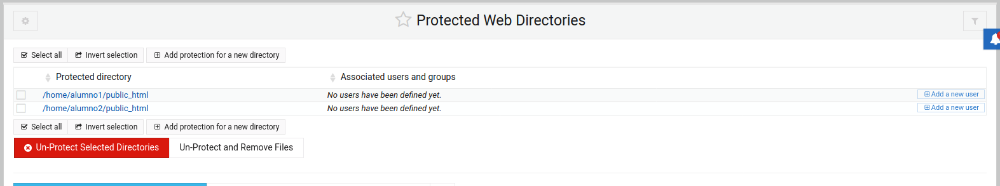 Protected Web Directories
Select all Invert selection Add protection for a new directory
Protected directory Associated users and groups
/home/alumno1/public_html No users have been defined yet. Add a new user
/home/alumno2/public_html No users have been defined yet. Add a new user
Select all Invert selection Add protection for a new directory
Un-Protect Selected Directories Un-Protect and Remove Files